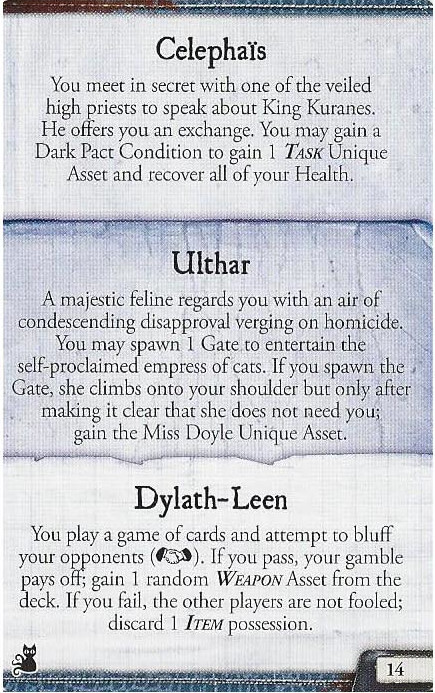 Celephaïs
You meet in secret with one of the veiled
high priests to speak about King Kuranes.
He offers you an exchange. You may gain a
Dark Pact Condition to gain 1 TASK Unique
Asset and recover all of your Health.
Ulthar
A majestic feline regards you with an air of
condescending disapproval verging on homicide.
You may spawn 1 Gate to entertain the
self-proclaimed empress of cats. If you spawn the
Gate, she climbs onto your shoulder but only after
making it clear that she does not need you;
gain the Miss Doyle Unique Asset.
Dylath-Leen
You play a game of cards and attempt to bluff
your opponents (). If you pass, your gamble
pays off; gain 1 random WEAPON Asset from the
deck. If you fail, the other players are not fooled;
discard 1 ITEM possession.
14